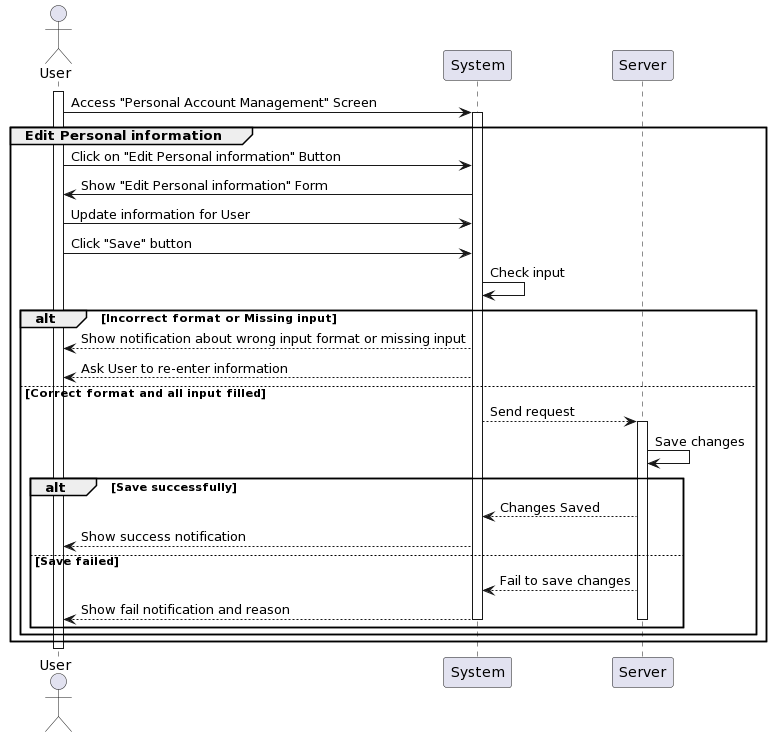 User
System
Server
Access "Personal Account Management" Screen
Edit Personal information
Click on "Edit Personal information" Button
Show "Edit Personal information" Form
Update information for User
Click "Save" button
Check input
alt
[Incorrect format or Missing input]
Show notification about wrong input format or missing input
Ask User to re-enter information
[Correct format and all input filled]
Send request
Save changes
alt
[Save successfully]
Changes Saved
Show success notification
[Save failed]
Fail to save changes
Show fail notification and reason
User
System
Server